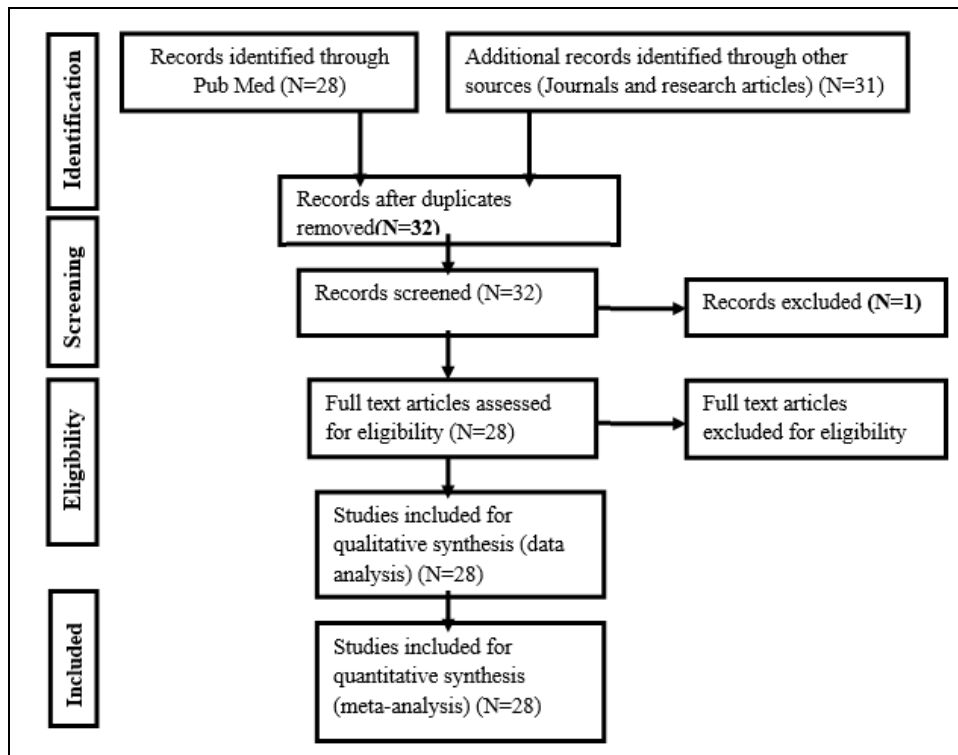 Identification
Records identified through
Pub Med (N=28)
Additional records identified through other
sources (Journals and research articles) (N=31)
Records after duplicates
removed(N=32)
Screening
Records screened (N=32)
Records excluded (N=1)
Eligibility
Full text articles assessed
for eligibility (N=28)
Full text articles
excluded for eligibility
Studies included for
qualitative synthesis (data
analysis) (N=28)
Included
Studies included for
quantitative synthesis
(meta-analysis) (N=28)